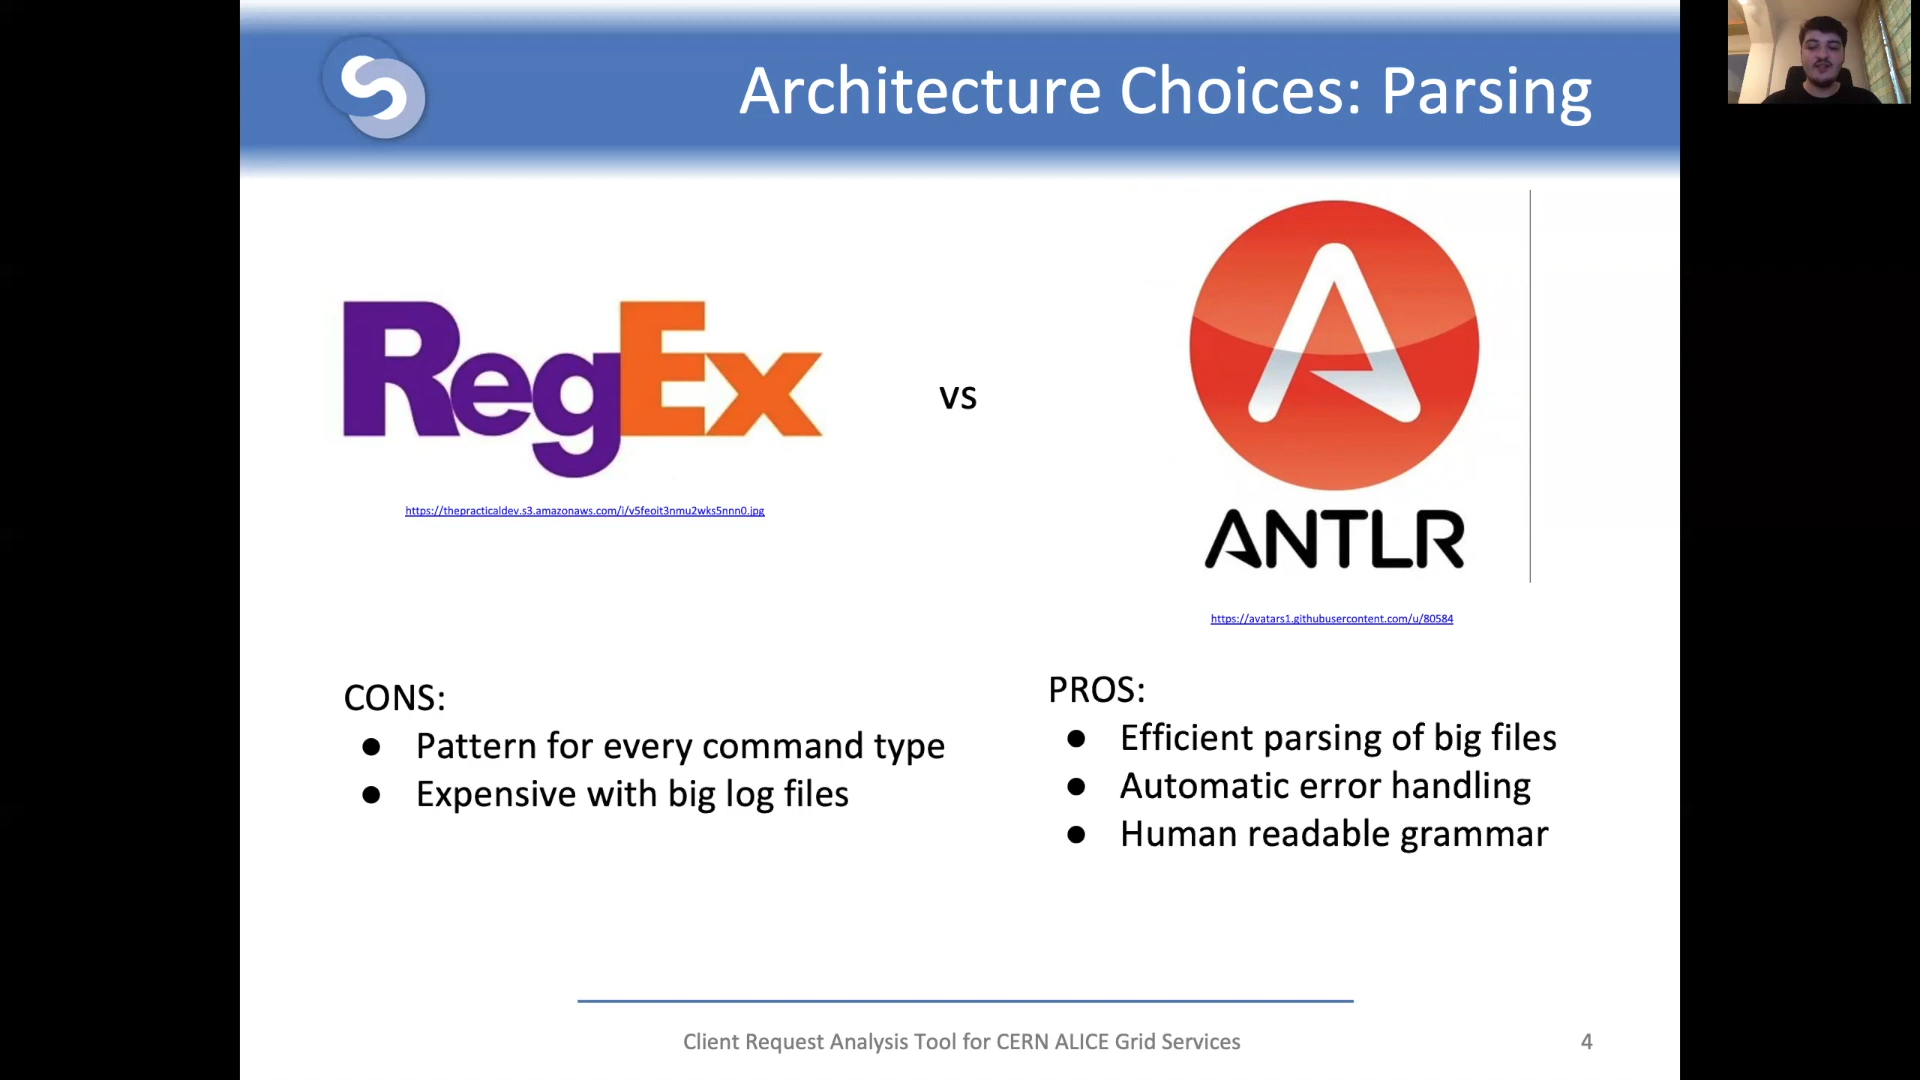 Architecture Choices: Parsing
RegEx
vs
ANTLR
https://thepracticaldev.s3.amazonaws.com/i/v5feoit3nmu2wks5nnn0.jpg
https://avatars1.githubusercontent.com/u/80584
CONS:
● Pattern for every command type
● Expensive with big log files
PROS:
● Efficient parsing of big files
● Automatic error handling
● Human readable grammar
Client Request Analysis Tool for CERN ALICE Grid Services
4